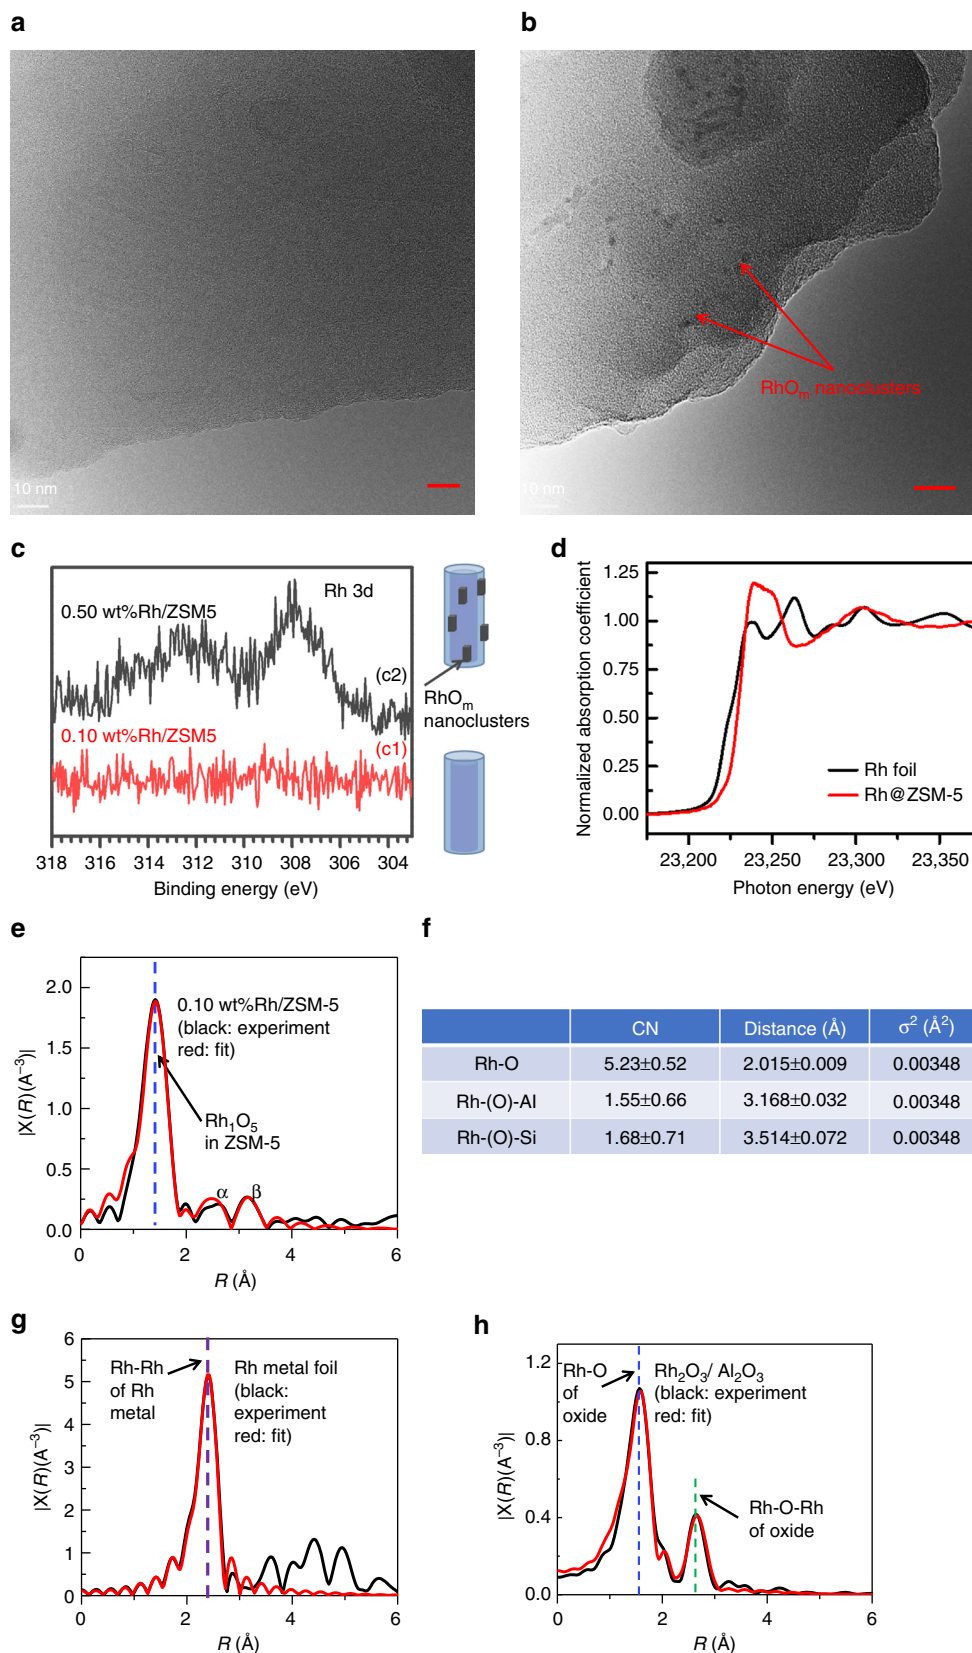 a
b
10 nm
RhOm nanoclusters
10 nm
c
Rh 3d
0.50 wt%Rh/ZSM5
(c2)
0.10 wt%Rh/ZSM5
(c1)
318 316 314 312 310 308 306 304
Binding energy (eV)
RhOm
nanoclusters
d
Normalized absorption coefficient
1.25
1.00
0.75
0.50
0.25
0.00
Rh foil
Rh@ZSM-5
23,200 23,250 23,300 23,350
Photon energy (eV)
e
|X(R)(A⁻³)|
2.0
1.5
1.0
0.5
0.0
0.10 wt%Rh/ZSM-5
(black: experiment
red: fit)
Rh₁O₅
in ZSM-5
α β
0 2 4 6
R (Å)
f
CN Distance (Å) σ² (Å²)
Rh-O 5.23±0.52 2.015±0.009 0.00348
Rh-(O)-Al 1.55±0.66 3.168±0.032 0.00348
Rh-(O)-Si 1.68±0.71 3.514±0.072 0.00348
g
|X(R)(A⁻³)|
6
5
4
3
2
1
0
Rh-Rh
of Rh
metal
Rh metal foil
(black:
experiment
red: fit)
0 2 4 6
R (Å)
h
|X(R)(A⁻³)|
1.2
0.8
0.4
0.0
Rh-O
of
oxide
Rh₂O₃/ Al₂O₃
(black: experiment
red: fit)
Rh-O-Rh
of oxide
0 2 4 6
R (Å)